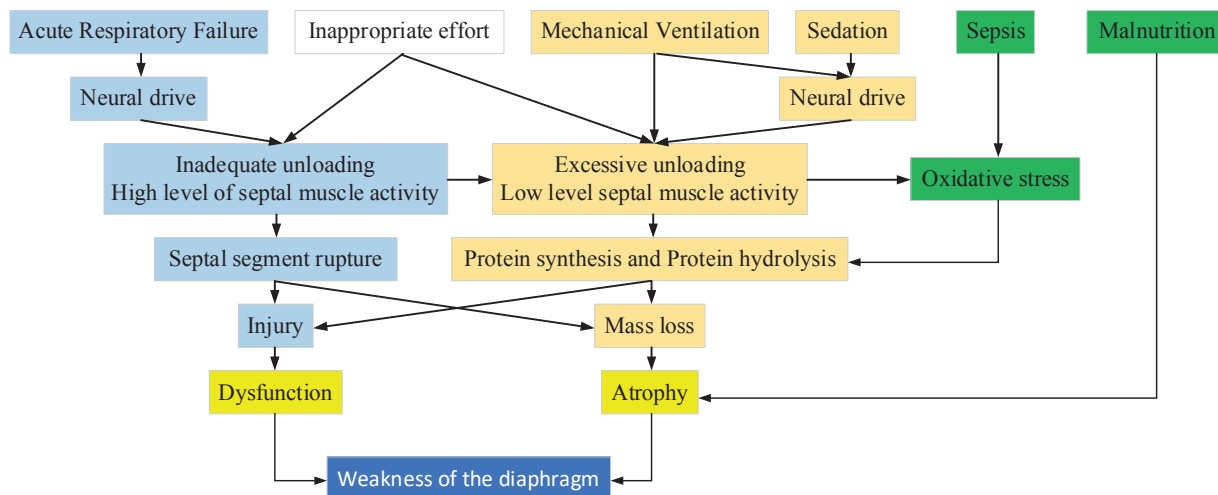 Acute Respiratory Failure
Inappropriate effort
Mechanical Ventilation
Sedation
Sepsis
Malnutrition
Neural drive
Neural drive
Inadequate unloading
High level of septal muscle activity
Excessive unloading
Low level septal muscle activity
Oxidative stress
Septal segment rupture
Protein synthesis and Protein hydrolysis
Injury
Mass loss
Dysfunction
Atrophy
Weakness of the diaphragm